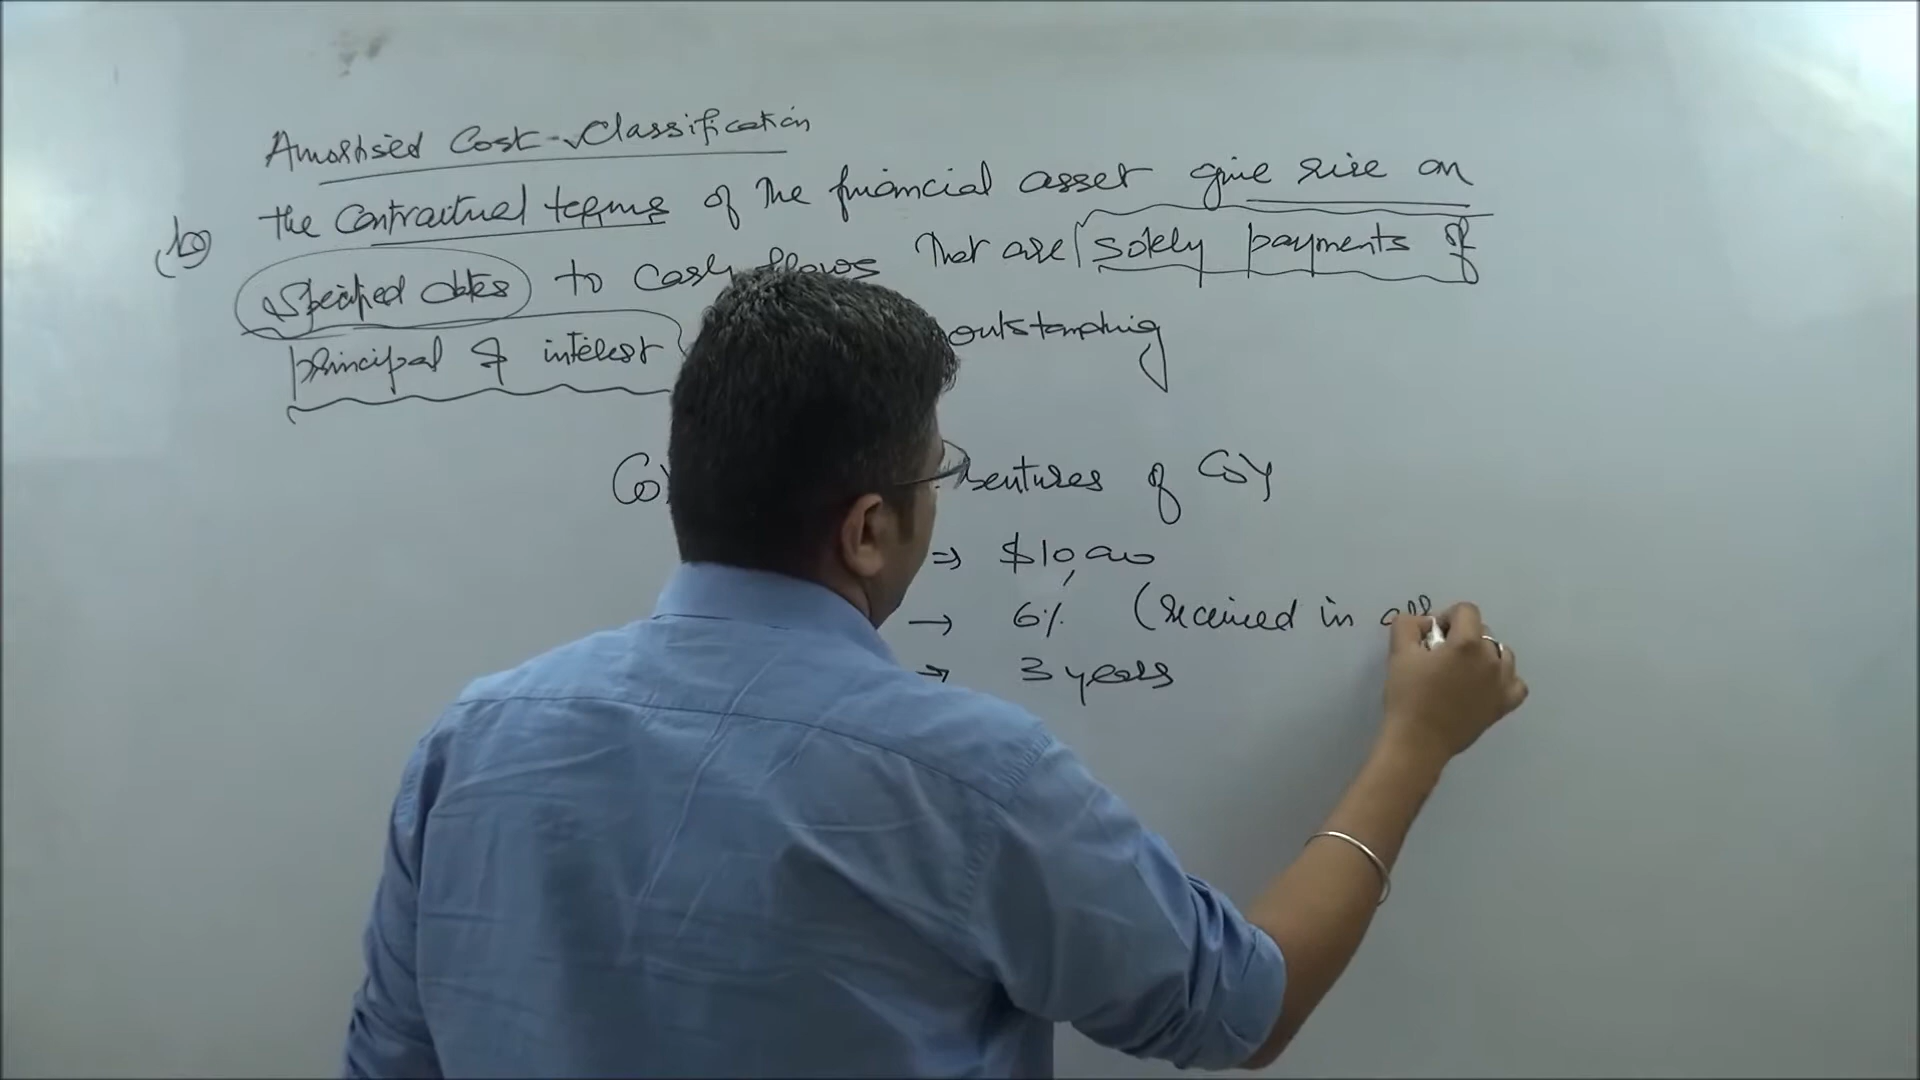 Amortised Cost - Classification
(b) the contractual terms of the financial asset give rise on
specified dates to cash flows that are solely payments of
principal & interest outstanding
of Co Y
⇒ $10,000
→ 6% (received in
→ 3 years